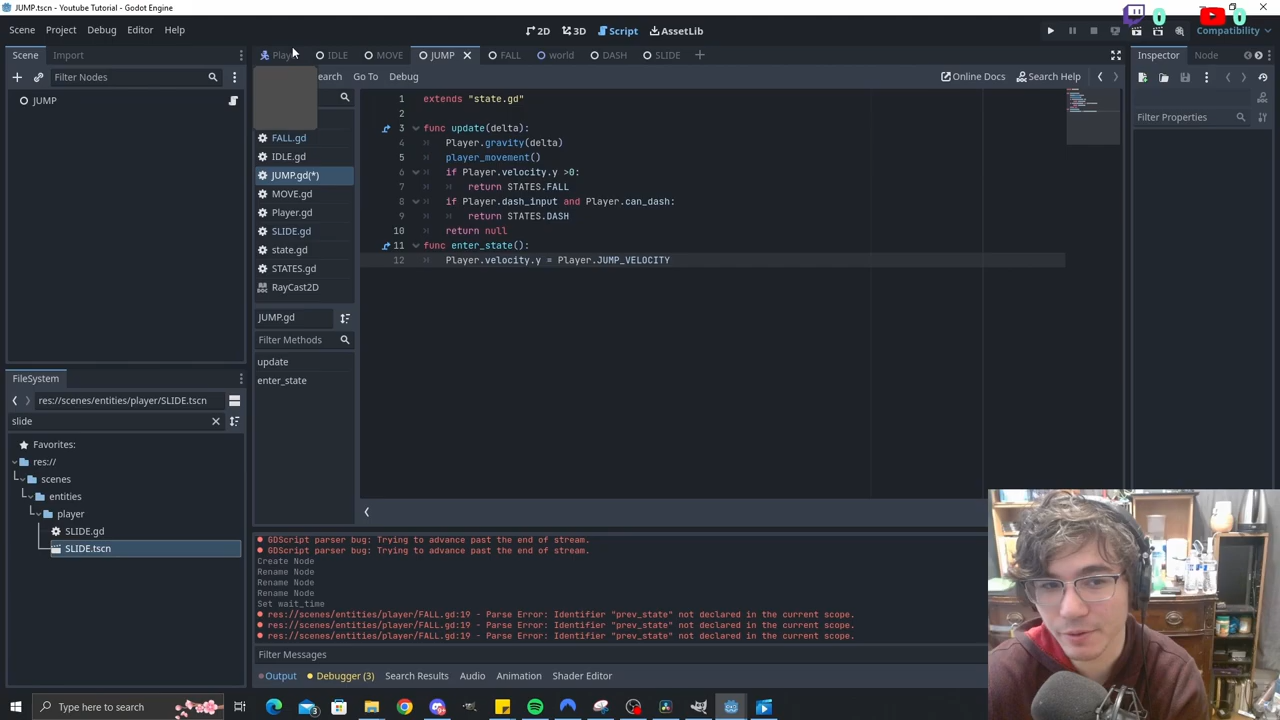 JUMP.tscn - Youtube Tutorial - Godot Engine
0
0
Scene Project Debug Editor Help
2D 3D Script AssetLib
Compatibility
Scene Import
IDLE MOVE JUMP FALL world DASH SLIDE
Inspector Node
Filter Nodes
Go To Debug
Online Docs Search Help
JUMP
Filter Properties
FALL.gd
IDLE.gd
JUMP.gd(*)
MOVE.gd
Player.gd
SLIDE.gd
state.gd
STATES.gd
RayCast2D
JUMP.gd
Filter Methods
update
enter_state
1 extends "state.gd"
2
3 func update(delta):
4 Player.gravity(delta)
5 player_movement()
6 if Player.velocity.y >0:
7 return STATES.FALL
8 if Player.dash_input and Player.can_dash:
9 return STATES.DASH
10 return null
11 func enter_state():
12 Player.velocity.y = Player.JUMP_VELOCITY
FileSystem
res://scenes/entities/player/SLIDE.tscn
slide
Favorites:
res://
scenes
entities
player
SLIDE.gd
SLIDE.tscn
GDScript parser bug: Trying to advance past the end of stream.
GDScript parser bug: Trying to advance past the end of stream.
Create Node
Rename Node
Rename Node
Rename Node
Set wait_time
res://scenes/entities/player/FALL.gd:19 - Parse Error: Identifier "prev_state" not declared in the current scope.
res://scenes/entities/player/FALL.gd:19 - Parse Error: Identifier "prev_state" not declared in the current scope.
res://scenes/entities/player/FALL.gd:19 - Parse Error: Identifier "prev_state" not declared in the current scope.
Filter Messages
Output Debugger (3) Search Results Audio Animation Shader Editor
Type here to search